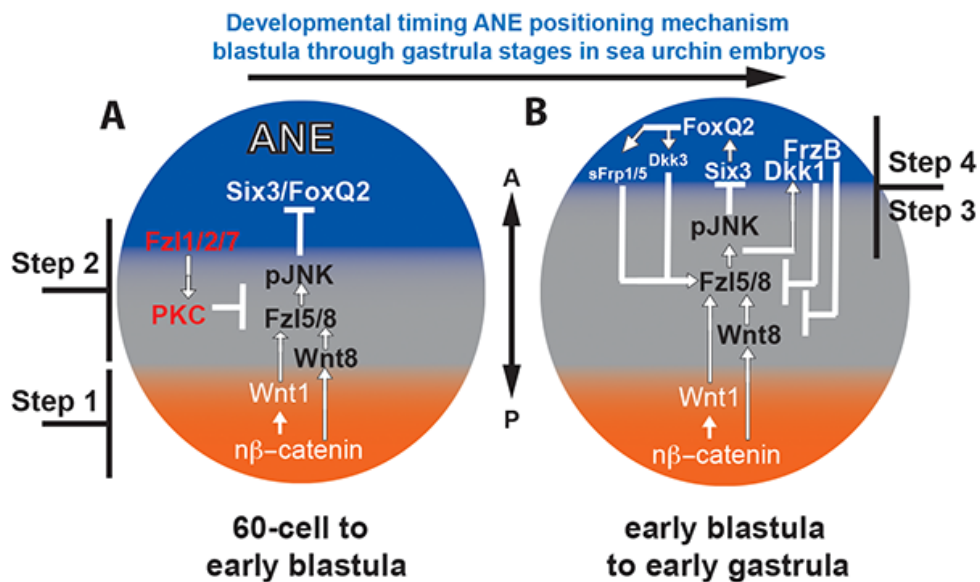 Developmental timing ANE positioning mechanism
blastula through gastrula stages in sea urchin embryos
A
ANE
Six3/FoxQ2
Fzl1/2/7
pJNK
PKC
Fzl5/8
Wnt8
Wnt1
nβ–catenin
Step 2
Step 1
60-cell to
early blastula
A
P
B
FoxQ2
FrzB
sFrp1/5
Dkk3
Six3
Dkk1
pJNK
Fzl5/8
Wnt8
Wnt1
nβ–catenin
Step 4
Step 3
early blastula
to early gastrula